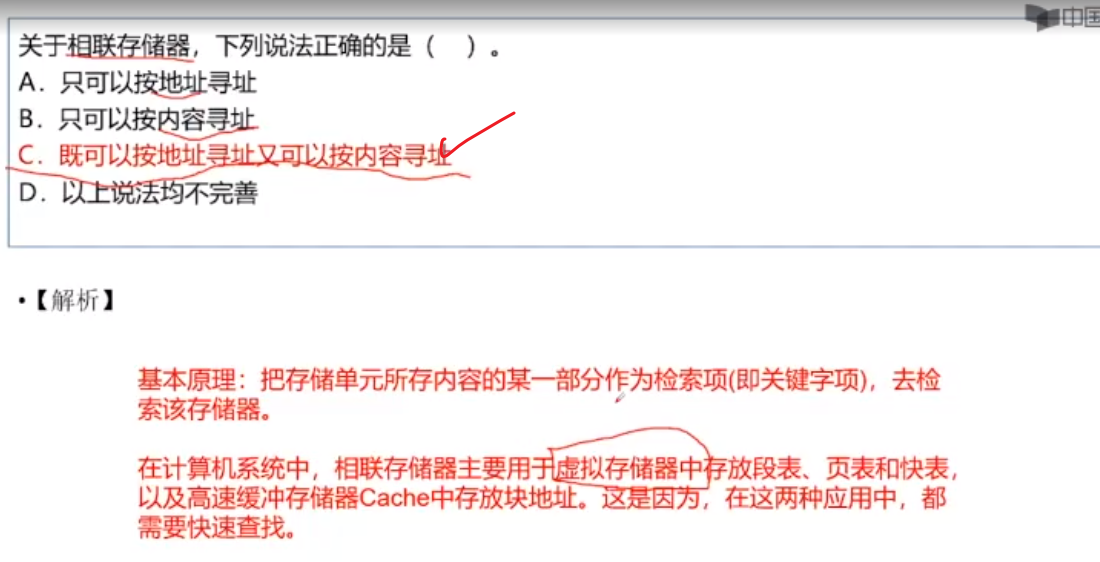 中国
关于相联存储器，下列说法正确的是（　）。
A．只可以按地址寻址
B．只可以按内容寻址
C．既可以按地址寻址又可以按内容寻址
D．以上说法均不完善
•【解析】
基本原理：把存储单元所存内容的某一部分作为检索项(即关键字项)，去检
索该存储器。
在计算机系统中，相联存储器主要用于虚拟存储器中存放段表、页表和快表，
以及高速缓冲存储器Cache中存放块地址。这是因为，在这两种应用中，都
需要快速查找。